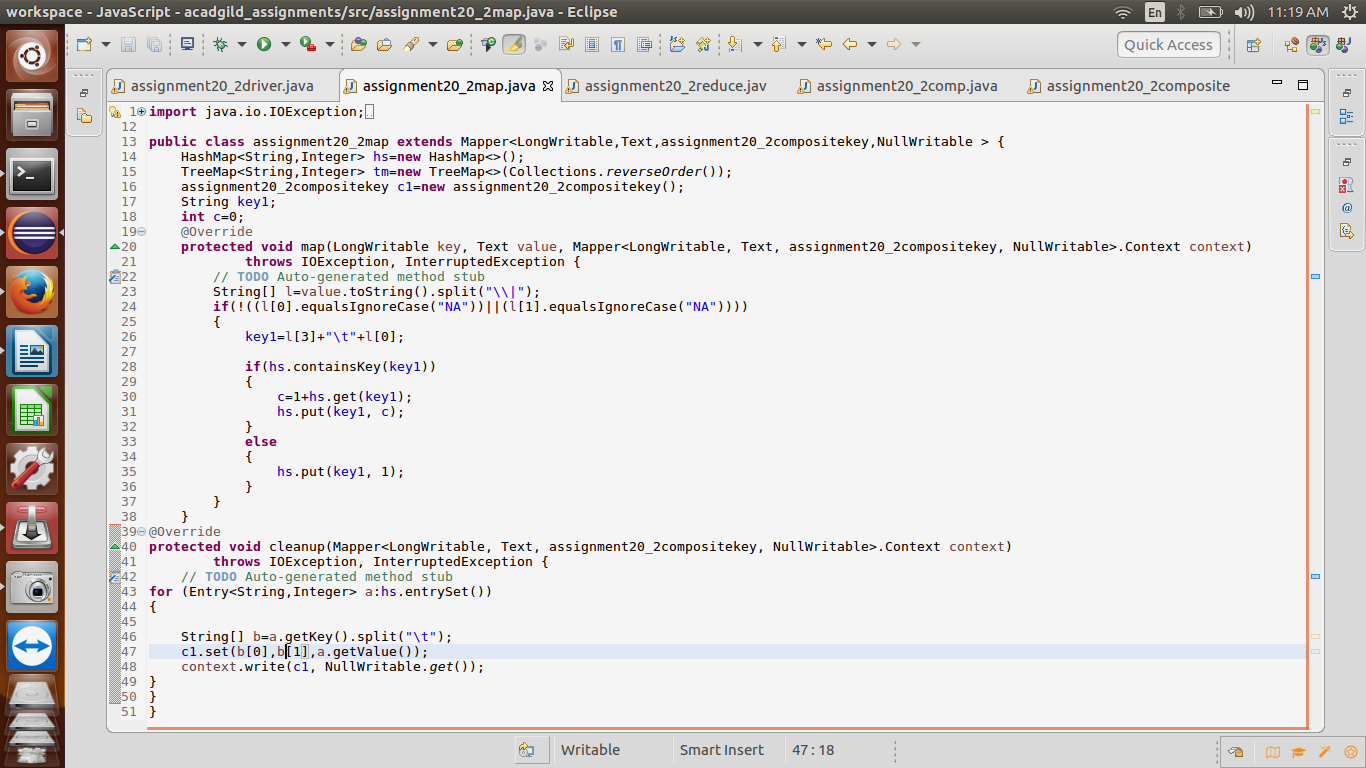 workspace - JavaScript - acadgild_assignments/src/assignment20_2map.java - Eclipse
En
11:19 AM
Quick Access
assignment20_2driver.java
assignment20_2map.java
assignment20_2reduce.jav
assignment20_2comp.java
assignment20_2composite
1 import java.io.IOException;
12
13 public class assignment20_2map extends Mapper<LongWritable,Text,assignment20_2compositekey,NullWritable > {
14 HashMap<String,Integer> hs=new HashMap<>();
15 TreeMap<String,Integer> tm=new TreeMap<>(Collections.reverseOrder());
16 assignment20_2compositekey c1=new assignment20_2compositekey();
17 String key1;
18 int c=0;
19 @Override
20 protected void map(LongWritable key, Text value, Mapper<LongWritable, Text, assignment20_2compositekey, NullWritable>.Context context)
21 throws IOException, InterruptedException {
22 // TODO Auto-generated method stub
23 String[] l=value.toString().split("\\|");
24 if(!((l[0].equalsIgnoreCase("NA"))||(l[1].equalsIgnoreCase("NA"))))
25 {
26 key1=l[3]+"\t"+l[0];
27
28 if(hs.containsKey(key1))
29 {
30 c=1+hs.get(key1);
31 hs.put(key1, c);
32 }
33 else
34 {
35 hs.put(key1, 1);
36 }
37 }
38 }
39 @Override
40 protected void cleanup(Mapper<LongWritable, Text, assignment20_2compositekey, NullWritable>.Context context)
41 throws IOException, InterruptedException {
42 // TODO Auto-generated method stub
43 for (Entry<String,Integer> a:hs.entrySet())
44 {
45
46 String[] b=a.getKey().split("\t");
47 c1.set(b[0],b[1],a.getValue());
48 context.write(c1, NullWritable.get());
49 }
50 }
51 }
Writable
Smart Insert
47 : 18